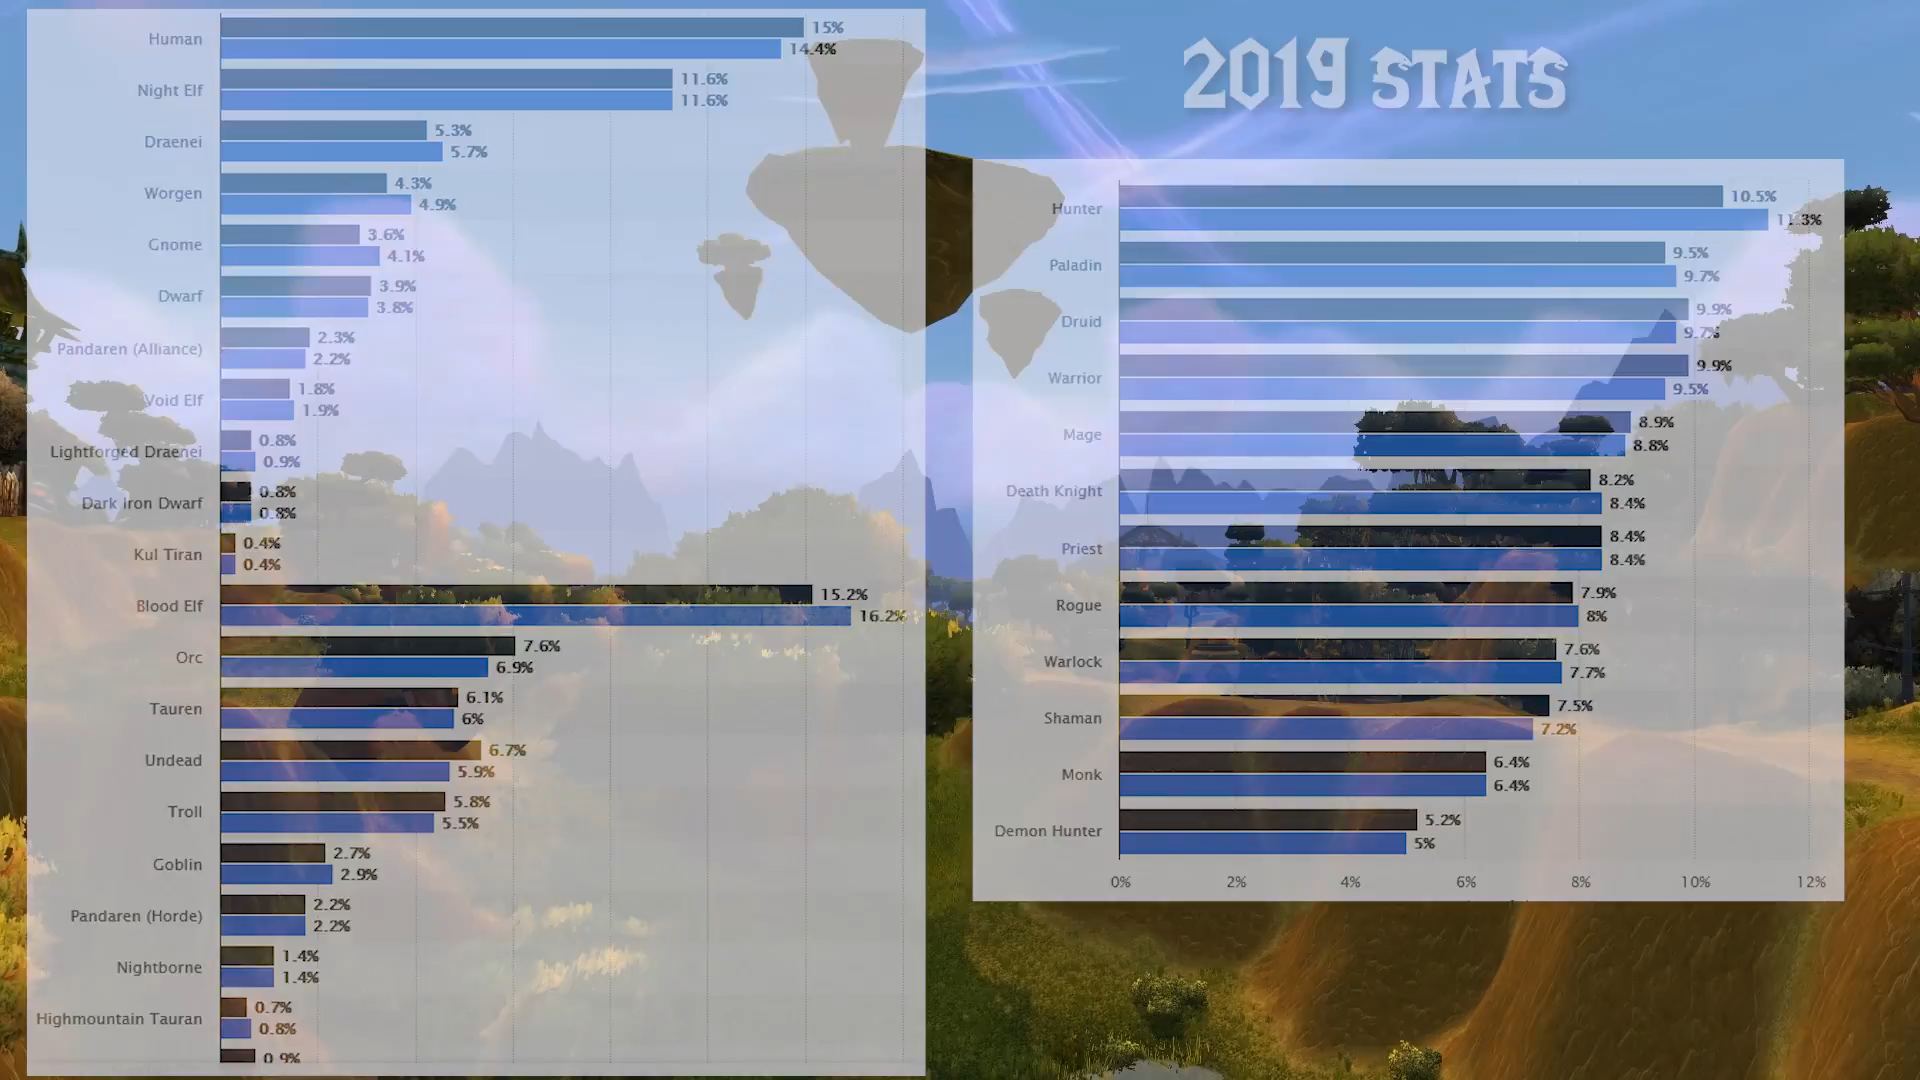 2019 STATS
Human
15%
14.4%
Night Elf
11.6%
11.6%
Draenei
5.3%
5.7%
Worgen
4.3%
4.9%
Gnome
3.6%
4.1%
Dwarf
3.9%
3.8%
Pandaren (Alliance)
2.3%
2.2%
Void Elf
1.8%
1.9%
Lightforged Draenei
0.8%
0.9%
Dark Iron Dwarf
0.8%
0.8%
Kul Tiran
0.4%
0.4%
Blood Elf
15.2%
16.2%
Orc
7.6%
6.9%
Tauren
6.1%
6%
Undead
6.7%
5.9%
Troll
5.8%
5.5%
Goblin
2.7%
2.9%
Pandaren (Horde)
2.2%
2.2%
Nightborne
1.4%
1.4%
Highmountain Tauran
0.7%
0.8%
0.9%
Hunter
10.5%
11.3%
Paladin
9.5%
9.7%
Druid
9.9%
9.7%
Warrior
9.9%
9.5%
Mage
8.9%
8.8%
Death Knight
8.2%
8.4%
Priest
8.4%
8.4%
Rogue
7.9%
8%
Warlock
7.6%
7.7%
Shaman
7.5%
7.2%
Monk
6.4%
6.4%
Demon Hunter
5.2%
5%
0% 2% 4% 6% 8% 10% 12%